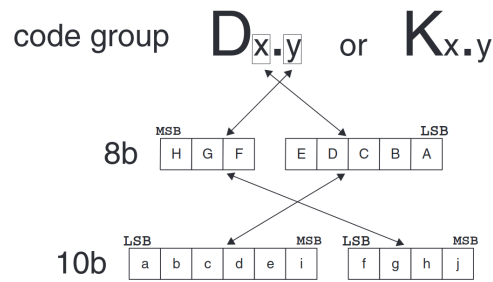 code group Dx.y or Kx.y
MSB LSB
8b H G F E D C B A
LSB MSB LSB MSB
10b a b c d e i f g h j